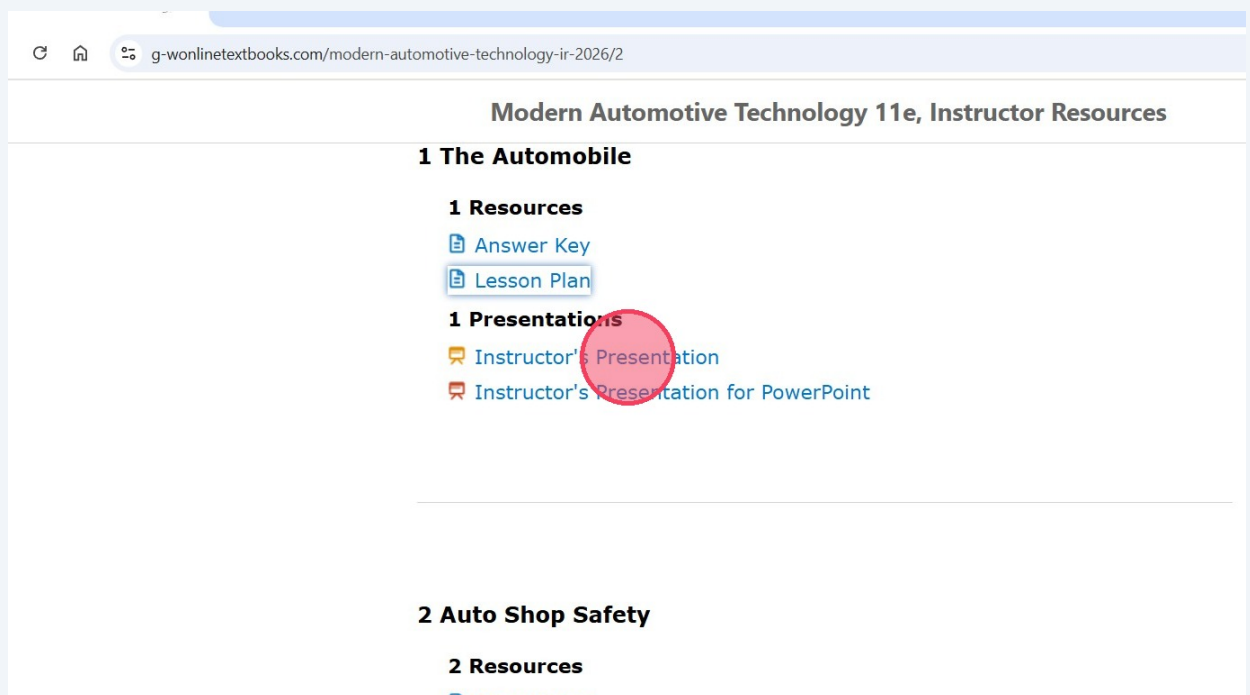 g-wonlinetextbooks.com/modern-automotive-technology-ir-2026/2
Modern Automotive Technology 11e, Instructor Resources
1 The Automobile
1 Resources
Answer Key
Lesson Plan
1 Presentations
Instructor's Presentation
Instructor's Presentation for PowerPoint
2 Auto Shop Safety
2 Resources